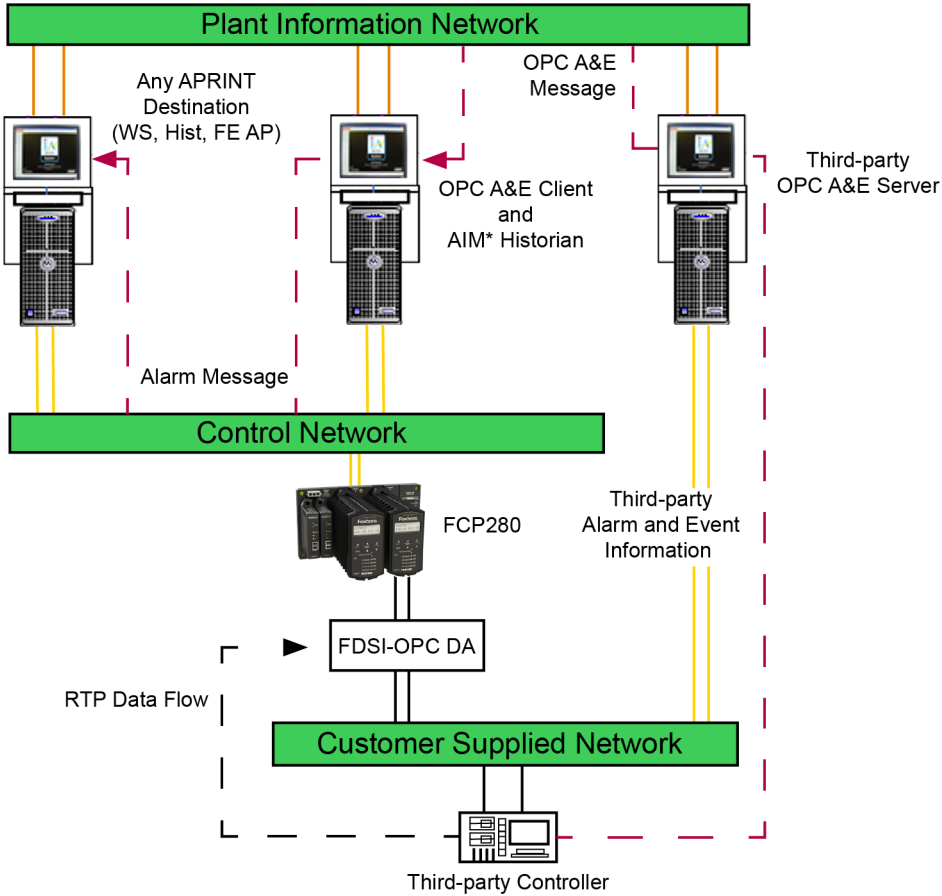 Plant Information Network
Any APRINT
Destination
(WS, Hist, FE AP)
OPC A&E
Message
OPC A&E Client
and
AIM* Historian
Third-party
OPC A&E Server
Alarm Message
Control Network
FCP280
Third-party
Alarm and Event
Information
FDSI-OPC DA
RTP Data Flow
Customer Supplied Network
Third-party Controller